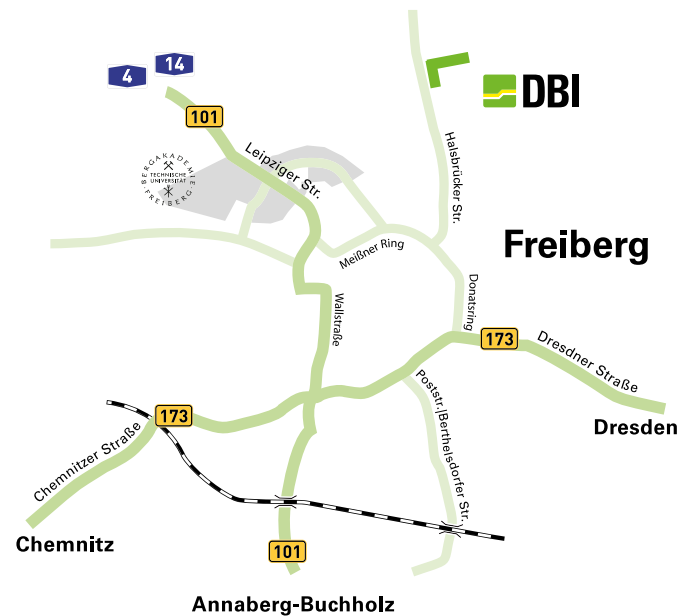 14
4
DBI
101
Leipziger Str.
BERGAKADEMIE
TECHNISCHE
UNIVERSITÄT
FREIBERG
Halsbrücker Str.
Freiberg
Meißner Ring
Donatsring
Wallstraße
173
Dresdner Straße
Poststr./Berthelsdorfer Str.
173
Dresden
Chemnitzer Straße
Chemnitz
101
Annaberg-Buchholz